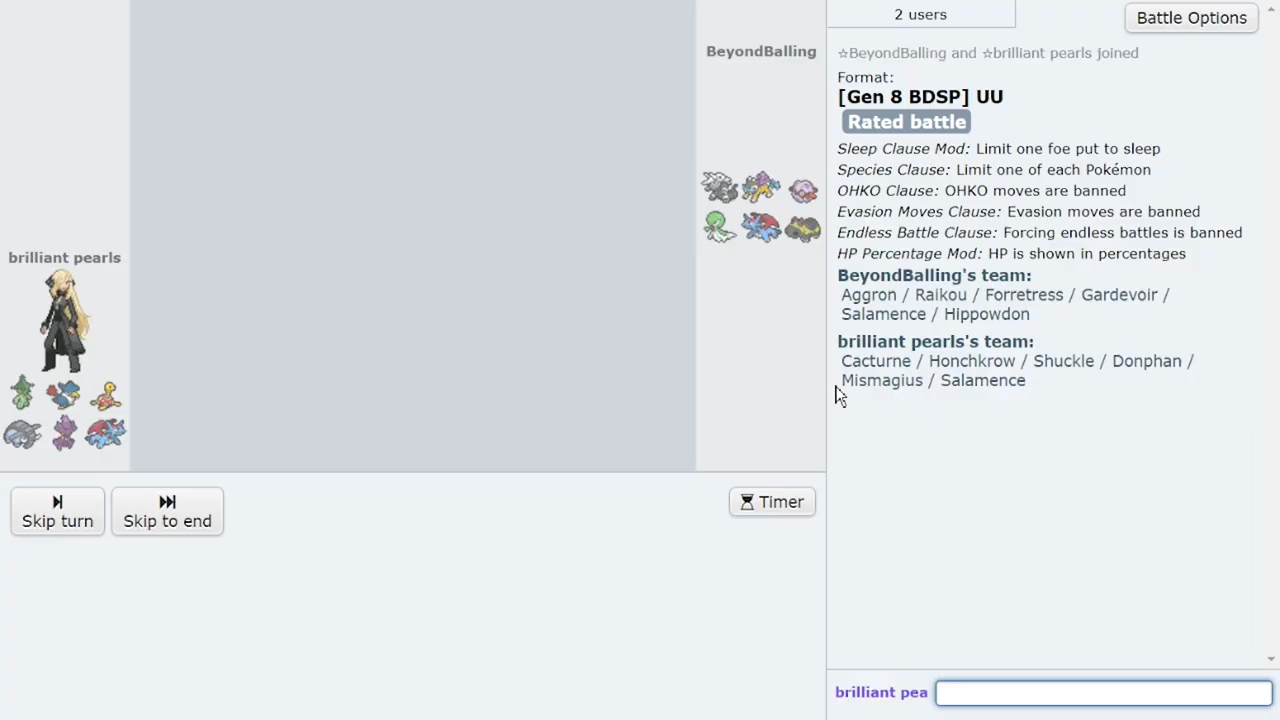 2 users
Battle Options
BeyondBalling
☆BeyondBalling and ☆brilliant pearls joined
Format:
[Gen 8 BDSP] UU
Rated battle
Sleep Clause Mod: Limit one foe put to sleep
Species Clause: Limit one of each Pokémon
OHKO Clause: OHKO moves are banned
Evasion Moves Clause: Evasion moves are banned
Endless Battle Clause: Forcing endless battles is banned
HP Percentage Mod: HP is shown in percentages
BeyondBalling's team:
Aggron / Raikou / Forretress / Gardevoir /
Salamence / Hippowdon
brilliant pearls's team:
Cacturne / Honchkrow / Shuckle / Donphan /
Mismagius / Salamence
brilliant pearls
Skip turn
Skip to end
Timer
brilliant pea